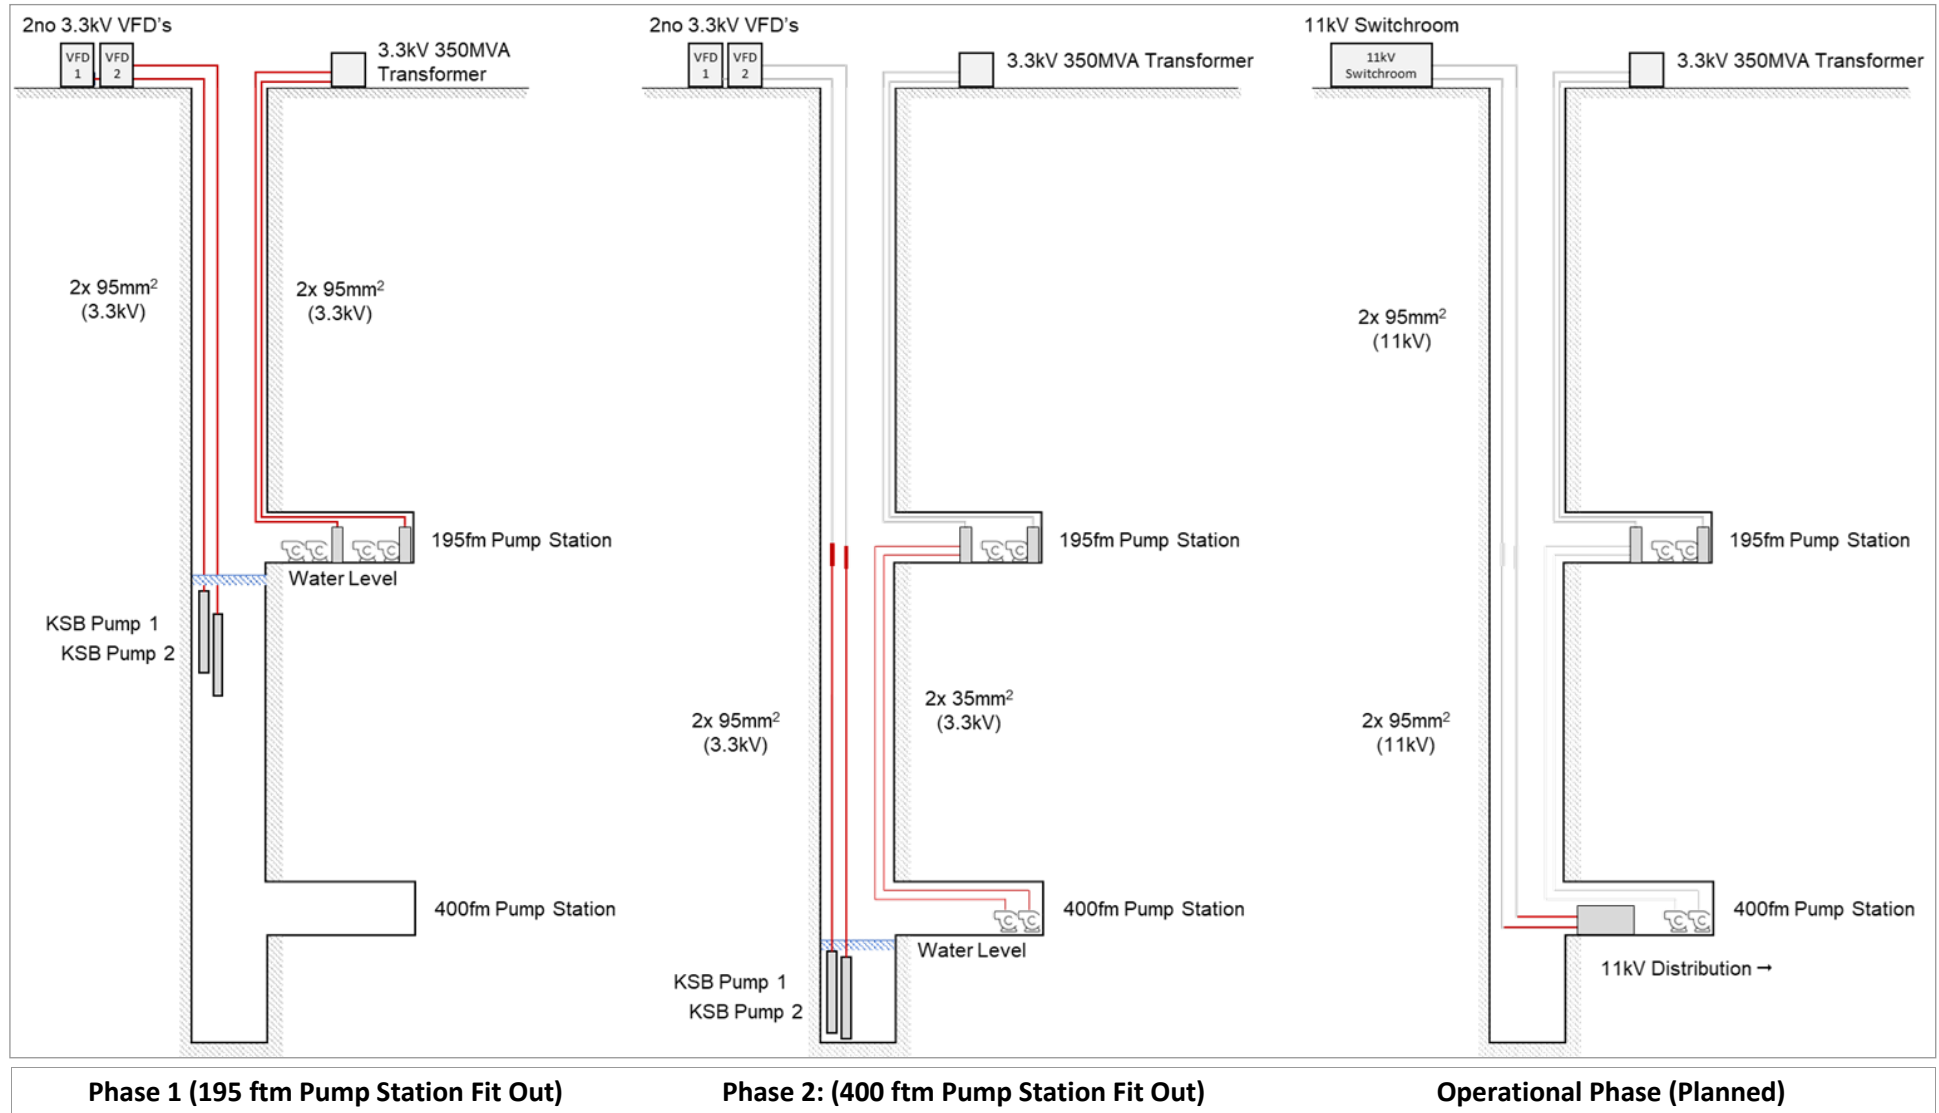 2no 3.3kV VFD's
VFD
1
VFD
2
3.3kV 350MVA
Transformer
2x 95mm²
(3.3kV)
2x 95mm²
(3.3kV)
195fm Pump Station
Water Level
KSB Pump 1
KSB Pump 2
400fm Pump Station
Phase 1 (195 ftm Pump Station Fit Out)
2no 3.3kV VFD's
VFD
1
VFD
2
3.3kV 350MVA Transformer
195fm Pump Station
2x 95mm²
(3.3kV)
2x 35mm²
(3.3kV)
400fm Pump Station
Water Level
KSB Pump 1
KSB Pump 2
Phase 2: (400 ftm Pump Station Fit Out)
11kV Switchroom
11kV
Switchroom
3.3kV 350MVA Transformer
2x 95mm²
(11kV)
195fm Pump Station
2x 95mm²
(11kV)
400fm Pump Station
11kV Distribution →
Operational Phase (Planned)